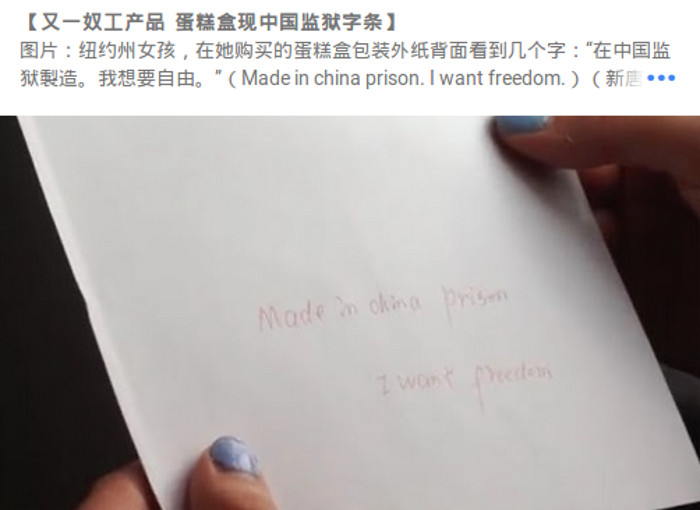 【又一奴工产品 蛋糕盒现中国监狱字条】
图片：纽约州女孩，在她购买的蛋糕盒包装外纸背面看到几个字：“在中国监
狱製造。我想要自由。”（Made in china prison. I want freedom.）（新唐
Made in china prison
I want freedom